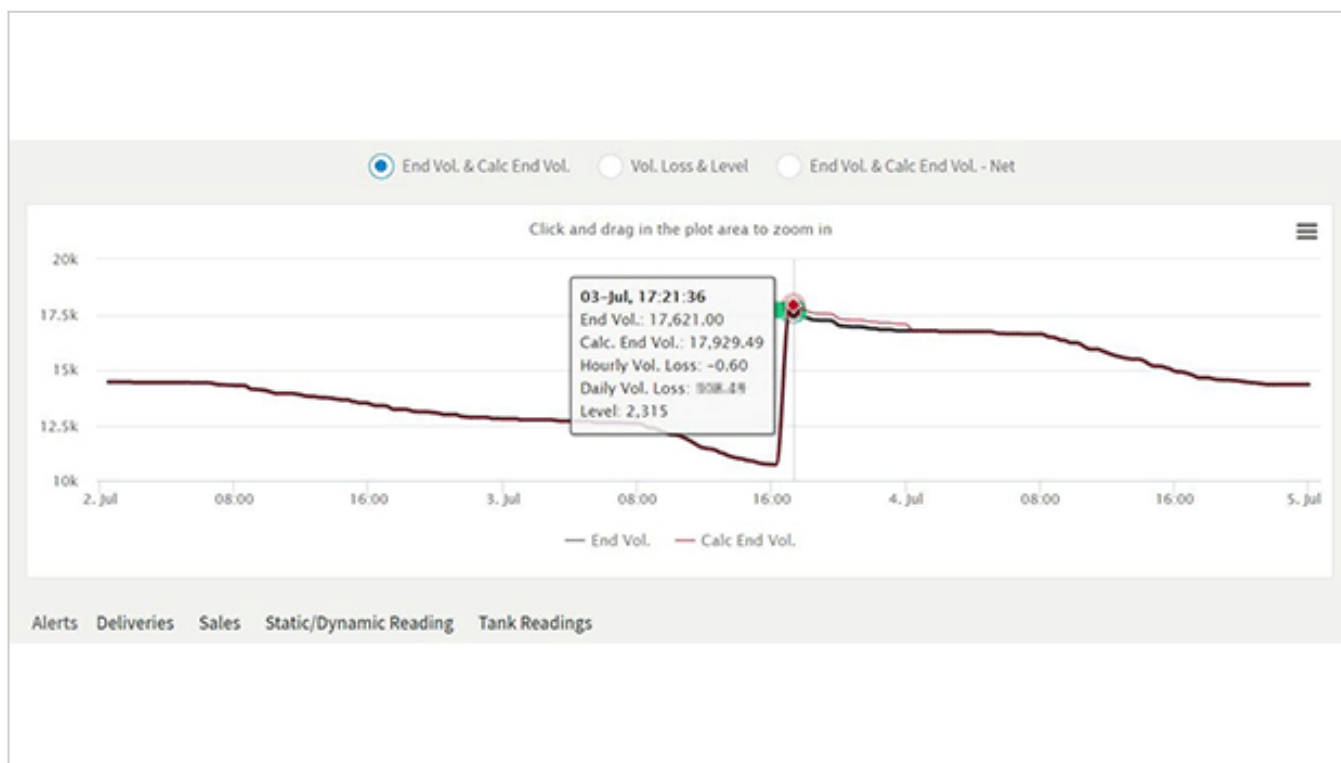 End Vol. & Calc End Vol. Vol. Loss & Level End Vol. & Calc End Vol. - Net
Click and drag in the plot area to zoom in
20k
17.5k
15k
12.5k
10k
03-Jul, 17:21:36
End Vol.: 17,621.00
Calc. End Vol.: 17,929.49
Hourly Vol. Loss: -0.60
Daily Vol. Loss:
Level: 2,315
2. Jul 08:00 16:00 3. Jul 08:00 16:00 4. Jul 08:00 16:00 5. Jul
End Vol. Calc End Vol.
Alerts Deliveries Sales Static/Dynamic Reading Tank Readings